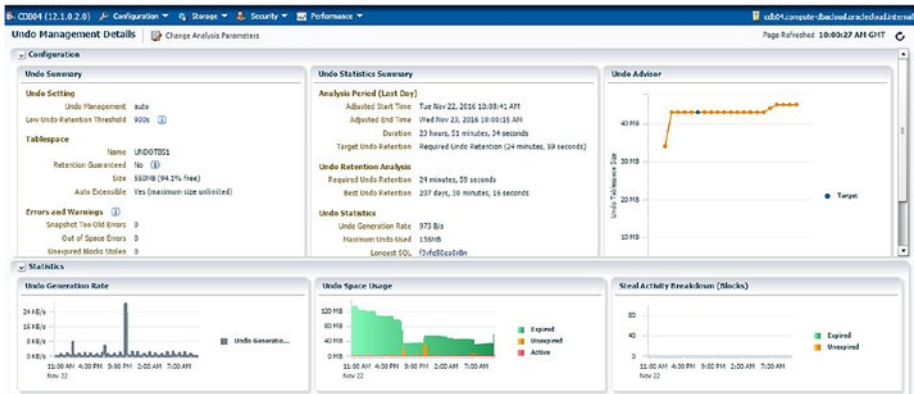 CDB04 (12.1.0.2.0) Configuration Storage Security Performance cdb04.compute-dbacloud.oraclecloud.internal
Undo Management Details Change Analysis Parameters Page Refreshed 10:00:27 AM GMT
Configuration
Undo Summary
Undo Setting
Undo Management auto
Low Undo Retention Threshold 900s
Tablespace
Name UNDOTBS1
Retention Guaranteed No
Size 550MB (94.1% free)
Auto Extensible Yes (maximum size unlimited)
Errors and Warnings
Snapshot Too Old Errors 0
Out of Space Errors 0
Unexpired Blocks Stolen 0
Undo Statistics Summary
Analysis Period (Last Day)
Adjusted Start Time Tue Nov 22, 2016 10:08:41 AM
Adjusted End Time Wed Nov 23, 2016 10:00:15 AM
Duration 23 hours, 51 minutes, 34 seconds
Target Undo Retention Required Undo Retention (24 minutes, 59 seconds)
Undo Retention Analysis
Required Undo Retention 24 minutes, 59 seconds
Best Undo Retention 207 days, 30 minutes, 16 seconds
Undo Statistics
Undo Generation Rate 973 B/s
Maximum Undo Used 136MB
Longest SQL
Undo Advisor
Undo Tablespace Size
40 MB
30 MB
20 MB
10 MB
Target
Statistics
Undo Generation Rate
24 KB/s
16 KB/s
8 KB/s
0 KB/s
11:00 AM 4:00 PM 9:00 PM 2:00 AM 7:00 AM
Nov 22
Undo Generatio...
Undo Space Usage
120 MB
80 MB
40 MB
0 MB
11:00 AM 4:00 PM 9:00 PM 2:00 AM 7:00 AM
Nov 22
Expired
Unexpired
Active
Steal Activity Breakdown (Blocks)
80
40
0
11:00 AM 4:00 PM 9:00 PM 2:00 AM 7:00 AM
Nov 22
Expired
Unexpired